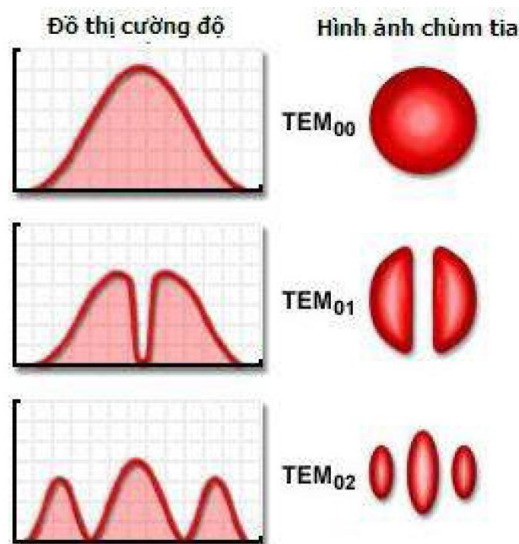 Đồ thị cường độ
Hình ảnh chùm tia
TEM00
TEM01
TEM02